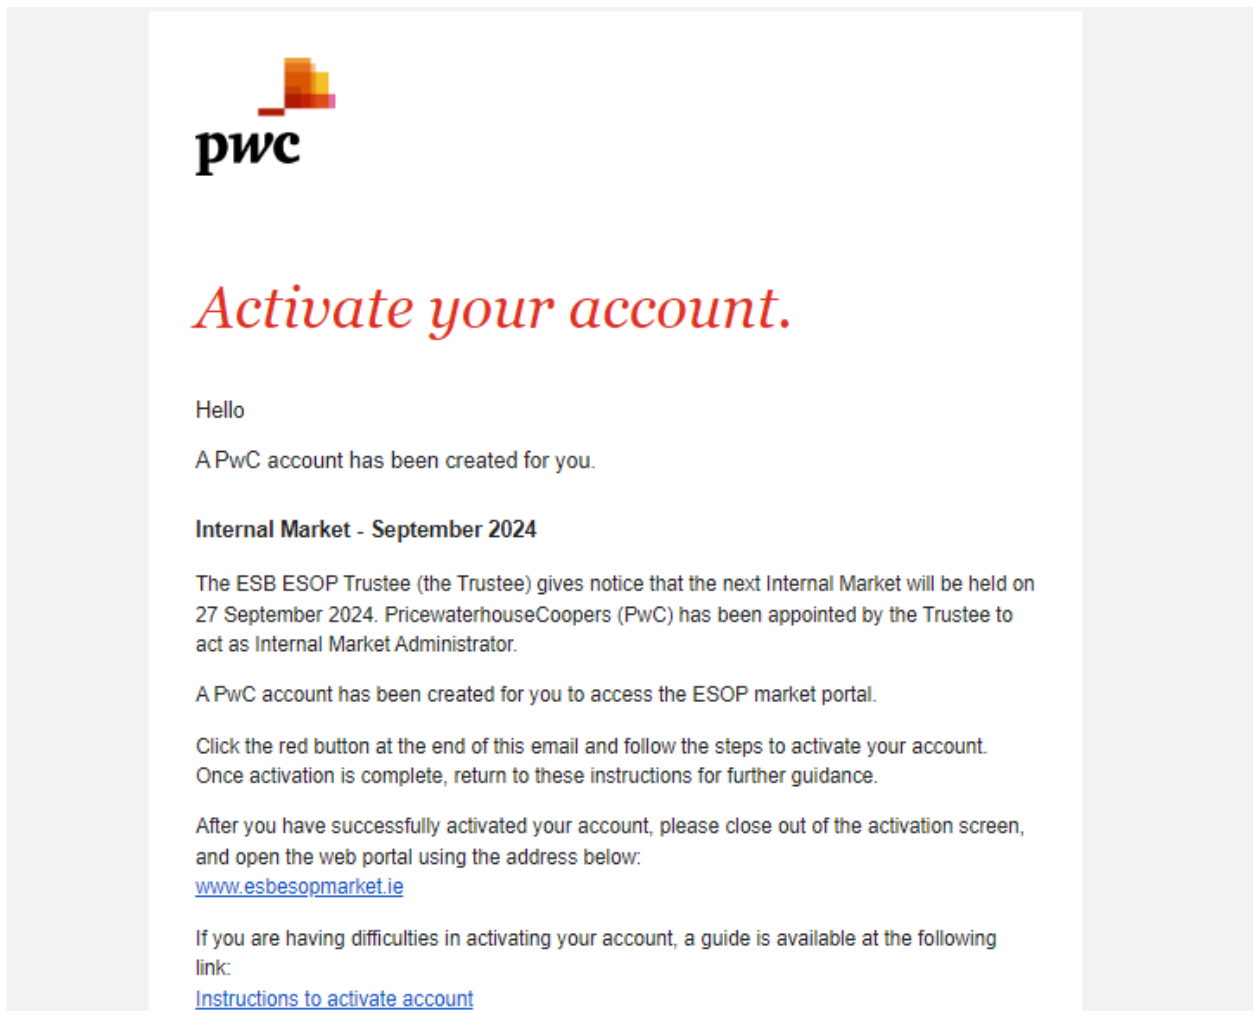 pwc
Activate your account.
Hello
A PwC account has been created for you.
Internal Market - September 2024
The ESB ESOP Trustee (the Trustee) gives notice that the next Internal Market will be held on
27 September 2024. PricewaterhouseCoopers (PwC) has been appointed by the Trustee to
act as Internal Market Administrator.
A PwC account has been created for you to access the ESOP market portal.
Click the red button at the end of this email and follow the steps to activate your account.
Once activation is complete, return to these instructions for further guidance.
After you have successfully activated your account, please close out of the activation screen,
and open the web portal using the address below:
www.esbesopmarket.ie
If you are having difficulties in activating your account, a guide is available at the following
link:
Instructions to activate account